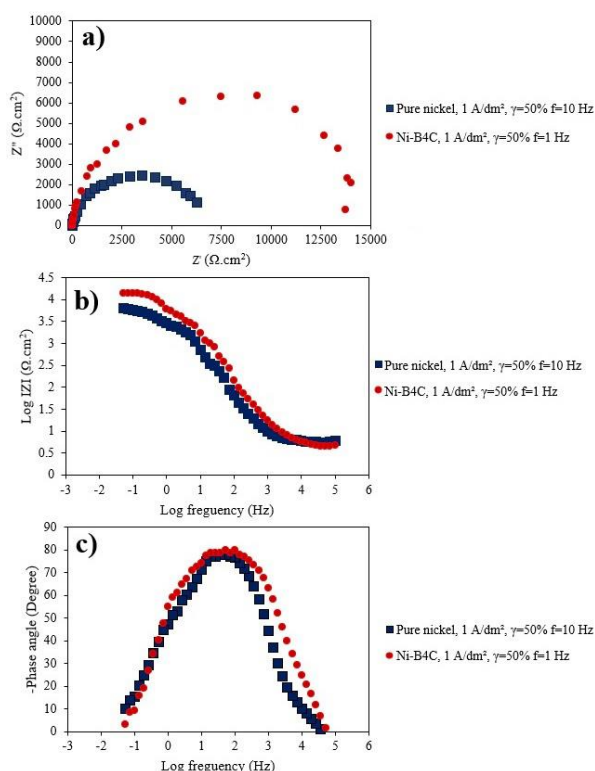 a)
10000
9000
8000
7000
6000
5000
4000
3000
2000
1000
0
Z" (Ω.cm²)
0 2500 5000 7500 10000 12500 15000
Z' (Ω.cm²)
Pure nickel, 1 A/dm², γ=50% f=10 Hz
Ni-B4C, 1 A/dm², γ=50% f=1 Hz
b)
4.5
4
3.5
3
2.5
2
1.5
1
0.5
0
Log IZI (Ω.cm²)
-3 -2 -1 0 1 2 3 4 5 6
Log freguency (Hz)
Pure nickel, 1 A/dm², γ=50% f=10 Hz
Ni-B4C, 1 A/dm², γ=50% f=1 Hz
c)
90
80
70
60
50
40
30
20
10
0
-Phase angle (Degree)
-3 -2 -1 0 1 2 3 4 5 6
Log freguency (Hz)
Pure nickel, 1 A/dm², γ=50% f=10 Hz
Ni-B4C, 1 A/dm², γ=50% f=1 Hz